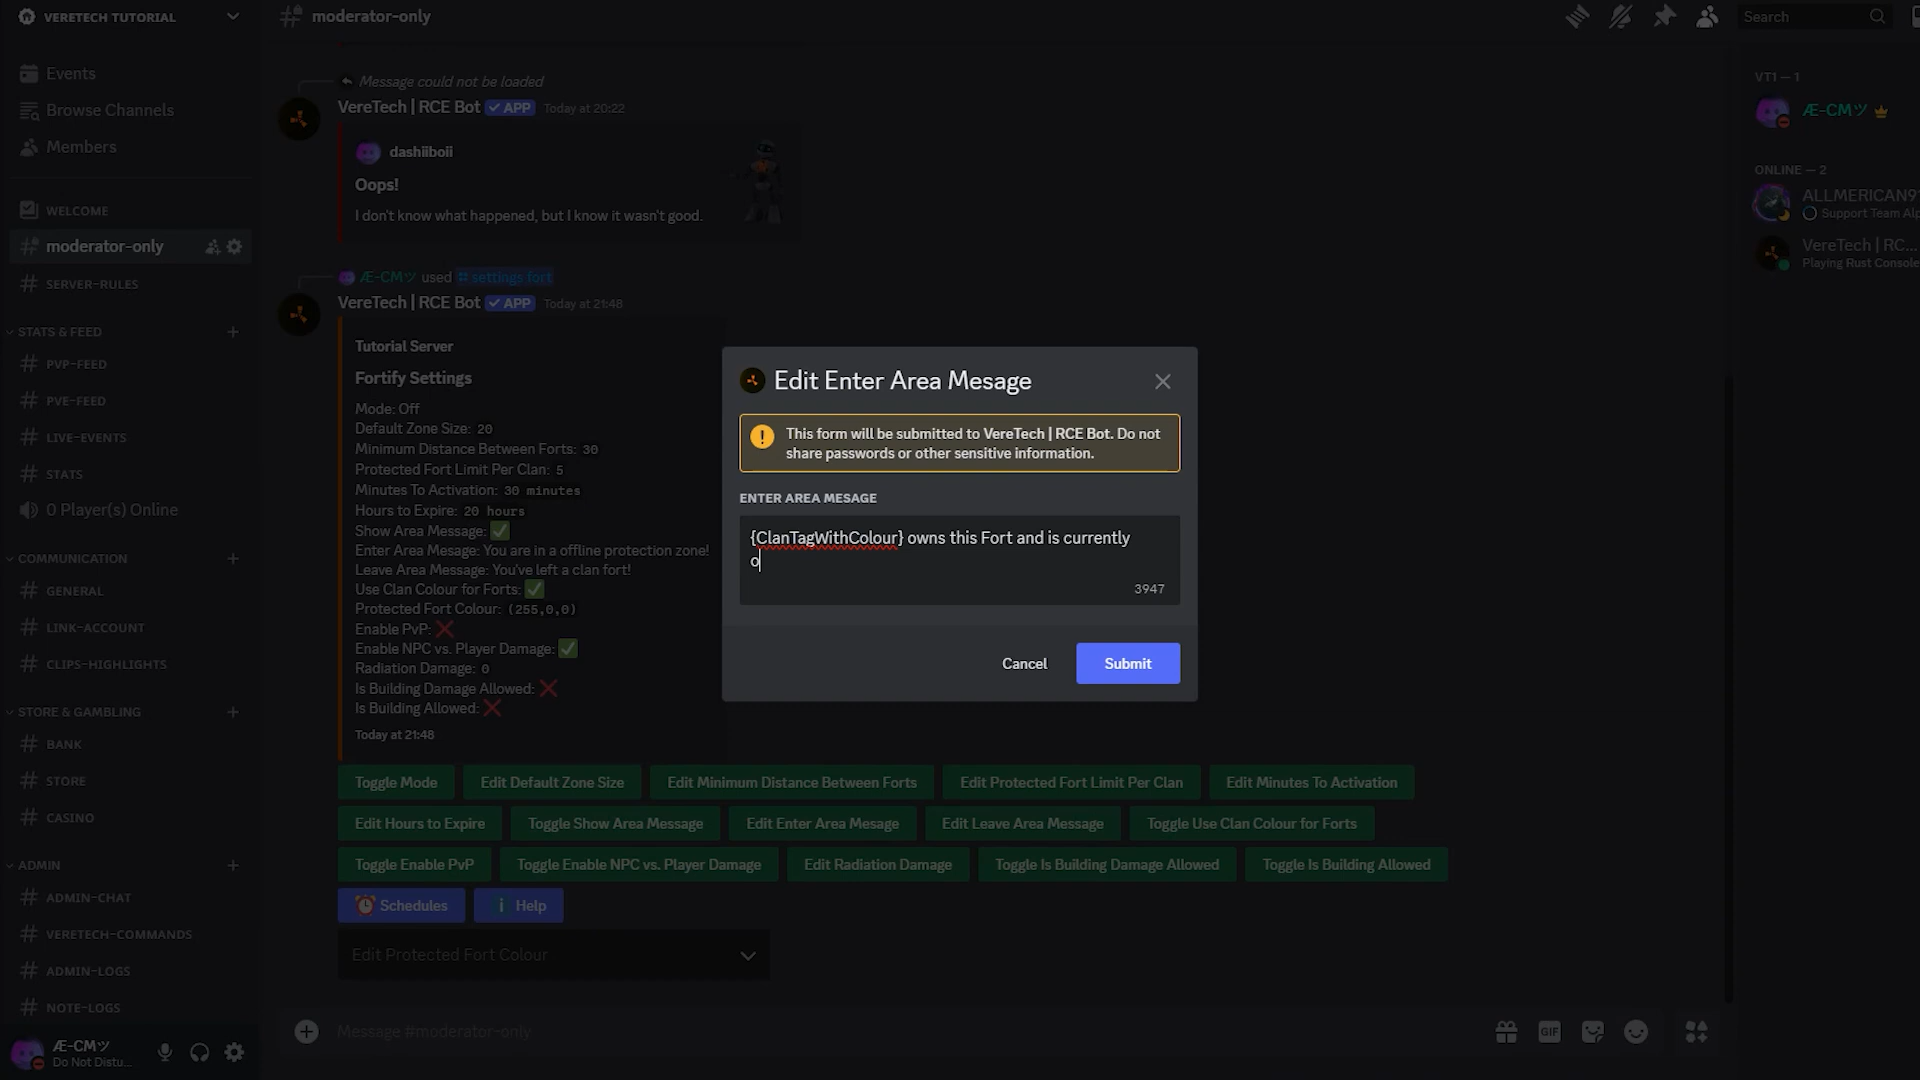 VERETECH TUTORIAL
moderator-only
Search
Events
Browse Channels
Members
WELCOME
moderator-only
SERVER-RULES
STATS & FEED
PVP-FEED
PVE-FEED
LIVE-EVENTS
STATS
0 Player(s) Online
COMMUNICATION
GENERAL
LINK-ACCOUNT
CLIPS-HIGHLIGHTS
STORE & GAMBLING
BANK
STORE
CASINO
ADMIN
ADMIN-CHAT
VERETECH-COMMANDS
ADMIN-LOGS
NOTE-LOGS
Æ-CMツ
Do Not Distu...
Message could not be loaded
VereTech | RCE Bot ✓ APP Today at 20:22
dashiiboii
Oops!
I don't know what happened, but I know it wasn't good.
Æ-CMツ used settings fort
VereTech | RCE Bot ✓ APP Today at 21:48
Tutorial Server
Fortify Settings
Mode: Off
Default Zone Size: 20
Minimum Distance Between Forts: 30
Protected Fort Limit Per Clan: 5
Minutes To Activation: 30 minutes
Hours to Expire: 20 hours
Show Area Message: ✅
Enter Area Mesage: You are in a offline protection zone!
Leave Area Message: You've left a clan fort!
Use Clan Colour for Forts: ✅
Protected Fort Colour: (255,0,0)
Enable PvP: ❌
Enable NPC vs. Player Damage: ✅
Radiation Damage: 0
Is Building Damage Allowed: ❌
Is Building Allowed: ❌
Today at 21:48
Toggle Mode Edit Default Zone Size Edit Minimum Distance Between Forts Edit Protected Fort Limit Per Clan Edit Minutes To Activation
Edit Hours to Expire Toggle Show Area Message Edit Enter Area Mesage Edit Leave Area Message Toggle Use Clan Colour for Forts
Toggle Enable PvP Toggle Enable NPC vs. Player Damage Edit Radiation Damage Toggle Is Building Damage Allowed Toggle Is Building Allowed
Schedules Help
Edit Protected Fort Colour
Message #moderator-only
GIF
Edit Enter Area Mesage
This form will be submitted to VereTech | RCE Bot. Do not
share passwords or other sensitive information.
ENTER AREA MESAGE
{ClanTagWithColour} owns this Fort and is currently
o
3947
Cancel Submit
VT1 — 1
Æ-CMツ
ONLINE — 2
ALLMERICAN9
Support Team Alp
VereTech | RC...
Playing Rust Console